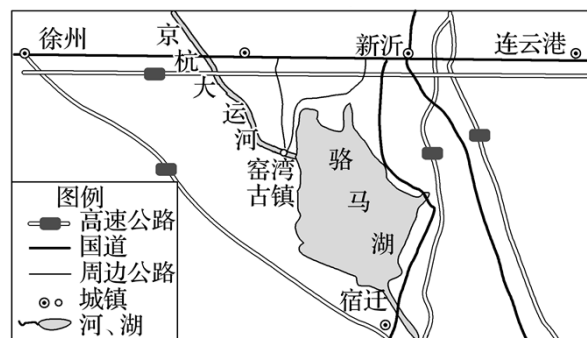 徐州
京杭大运河
新沂
连云港
窑湾
古镇
骆马湖
宿迁
图例
高速公路
国道
周边公路
城镇
河、湖